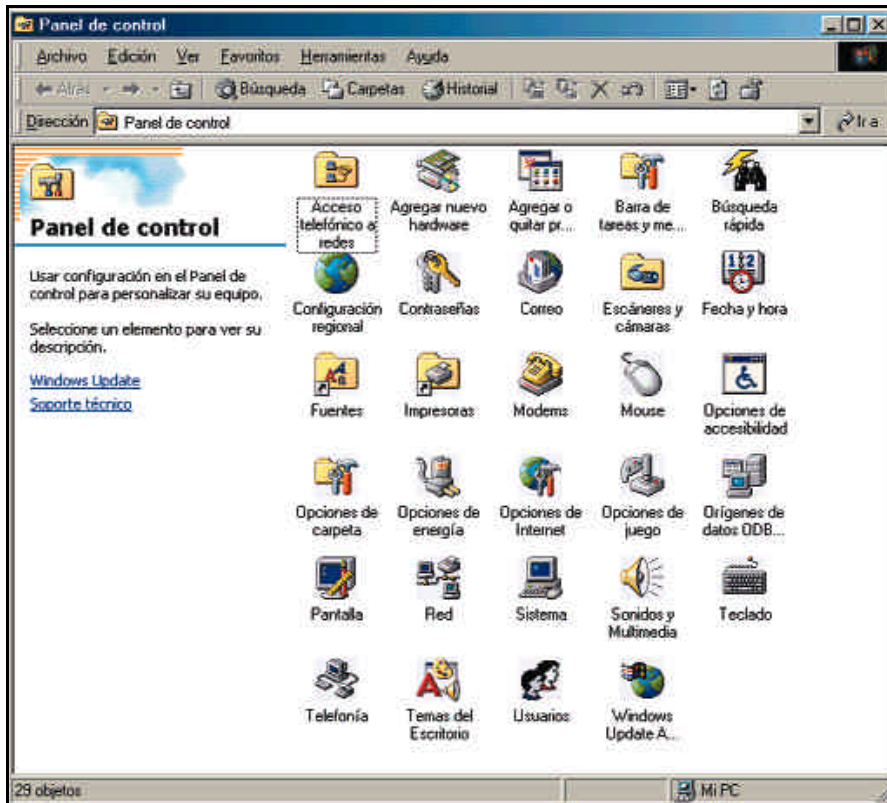 Panel de control
Archivo Edición Ver Favoritos Herramientas Ayuda
Atrás Búsqueda Carpetas Historial
Dirección Panel de control Ir a
Panel de control
Usar configuración en el Panel de
control para personalizar su equipo.
Seleccione un elemento para ver su
descripción.
Windows Update
Soporte técnico
Acceso
telefónico a
redes
Agregar nuevo
hardware
Agregar o
quitar pr...
Barra de
tareas y me...
Búsqueda
rápida
Configuración
regional
Contraseñas
Correo
Escáneres y
cámaras
Fecha y hora
Fuentes
Impresoras
Modems
Mouse
Opciones de
accesibilidad
Opciones de
carpeta
Opciones de
energía
Opciones de
Internet
Opciones de
juego
Orígenes de
datos ODB...
Pantalla
Red
Sistema
Sonidos y
Multimedia
Teclado
Telefonía
Temas del
Escritorio
Usuarios
Windows
Update A...
29 objetos Mi PC